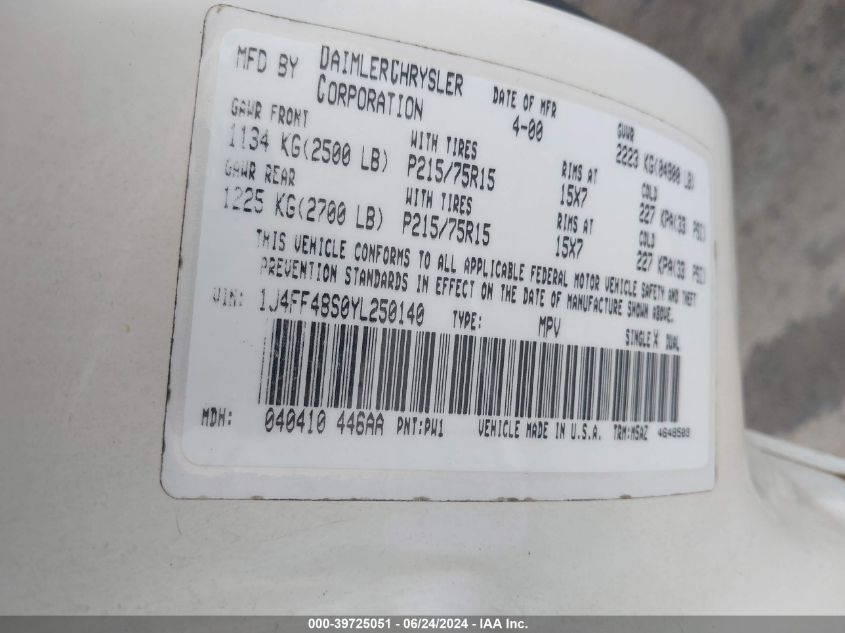 MFD BY DAIMLERCHRYSLER CORPORATION
DATE OF MFR 4-00
GVWR 2223 KG(04900 LB)
GAWR FRONT WITH TIRES RIMS AT COLD
1134 KG(2500 LB) P215/75R15 15X7 227 KPA(33 PSI)
GAWR REAR WITH TIRES RIMS AT COLD
1225 KG(2700 LB) P215/75R15 15X7 227 KPA(33 PSI)
THIS VEHICLE CONFORMS TO ALL APPLICABLE FEDERAL MOTOR VEHICLE SAFETY AND THEFT
PREVENTION STANDARDS IN EFFECT ON THE DATE OF MANUFACTURE SHOWN ABOVE.
VIN: 1J4FF48S0YL250140 TYPE: MPV SINGLE X DUAL
MDH: 040410 446AA PNT:PW1 VEHICLE MADE IN U.S.A. TRM:M5AZ 4648503
000-39725051 - 06/24/2024 - IAA Inc.